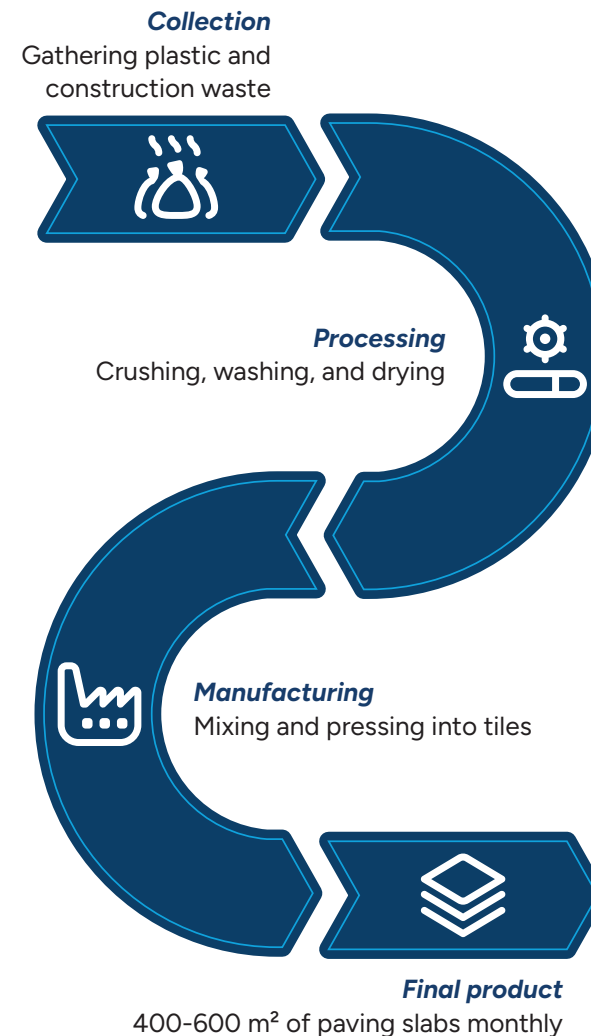 Collection
Gathering plastic and
construction waste
Processing
Crushing, washing, and drying
Manufacturing
Mixing and pressing into tiles
Final product
400-600 m² of paving slabs monthly